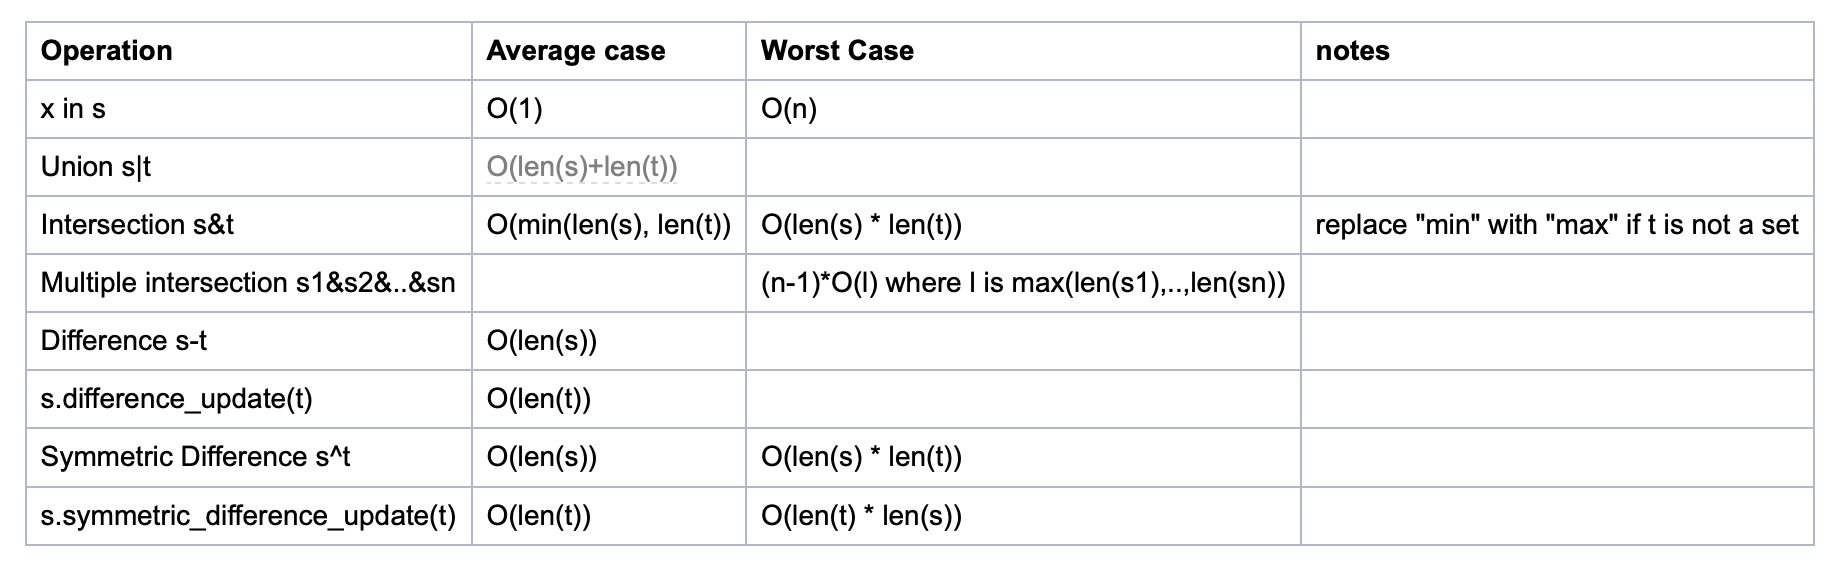 Operation Average case Worst Case notes
x in s O(1) O(n)
Union s|t O(len(s)+len(t))
Intersection s&t O(min(len(s), len(t)) O(len(s) * len(t)) replace "min" with "max" if t is not a set
Multiple intersection s1&s2&..&sn (n-1)*O(l) where l is max(len(s1),..,len(sn))
Difference s-t O(len(s))
s.difference_update(t) O(len(t))
Symmetric Difference s^t O(len(s)) O(len(s) * len(t))
s.symmetric_difference_update(t) O(len(t)) O(len(t) * len(s))